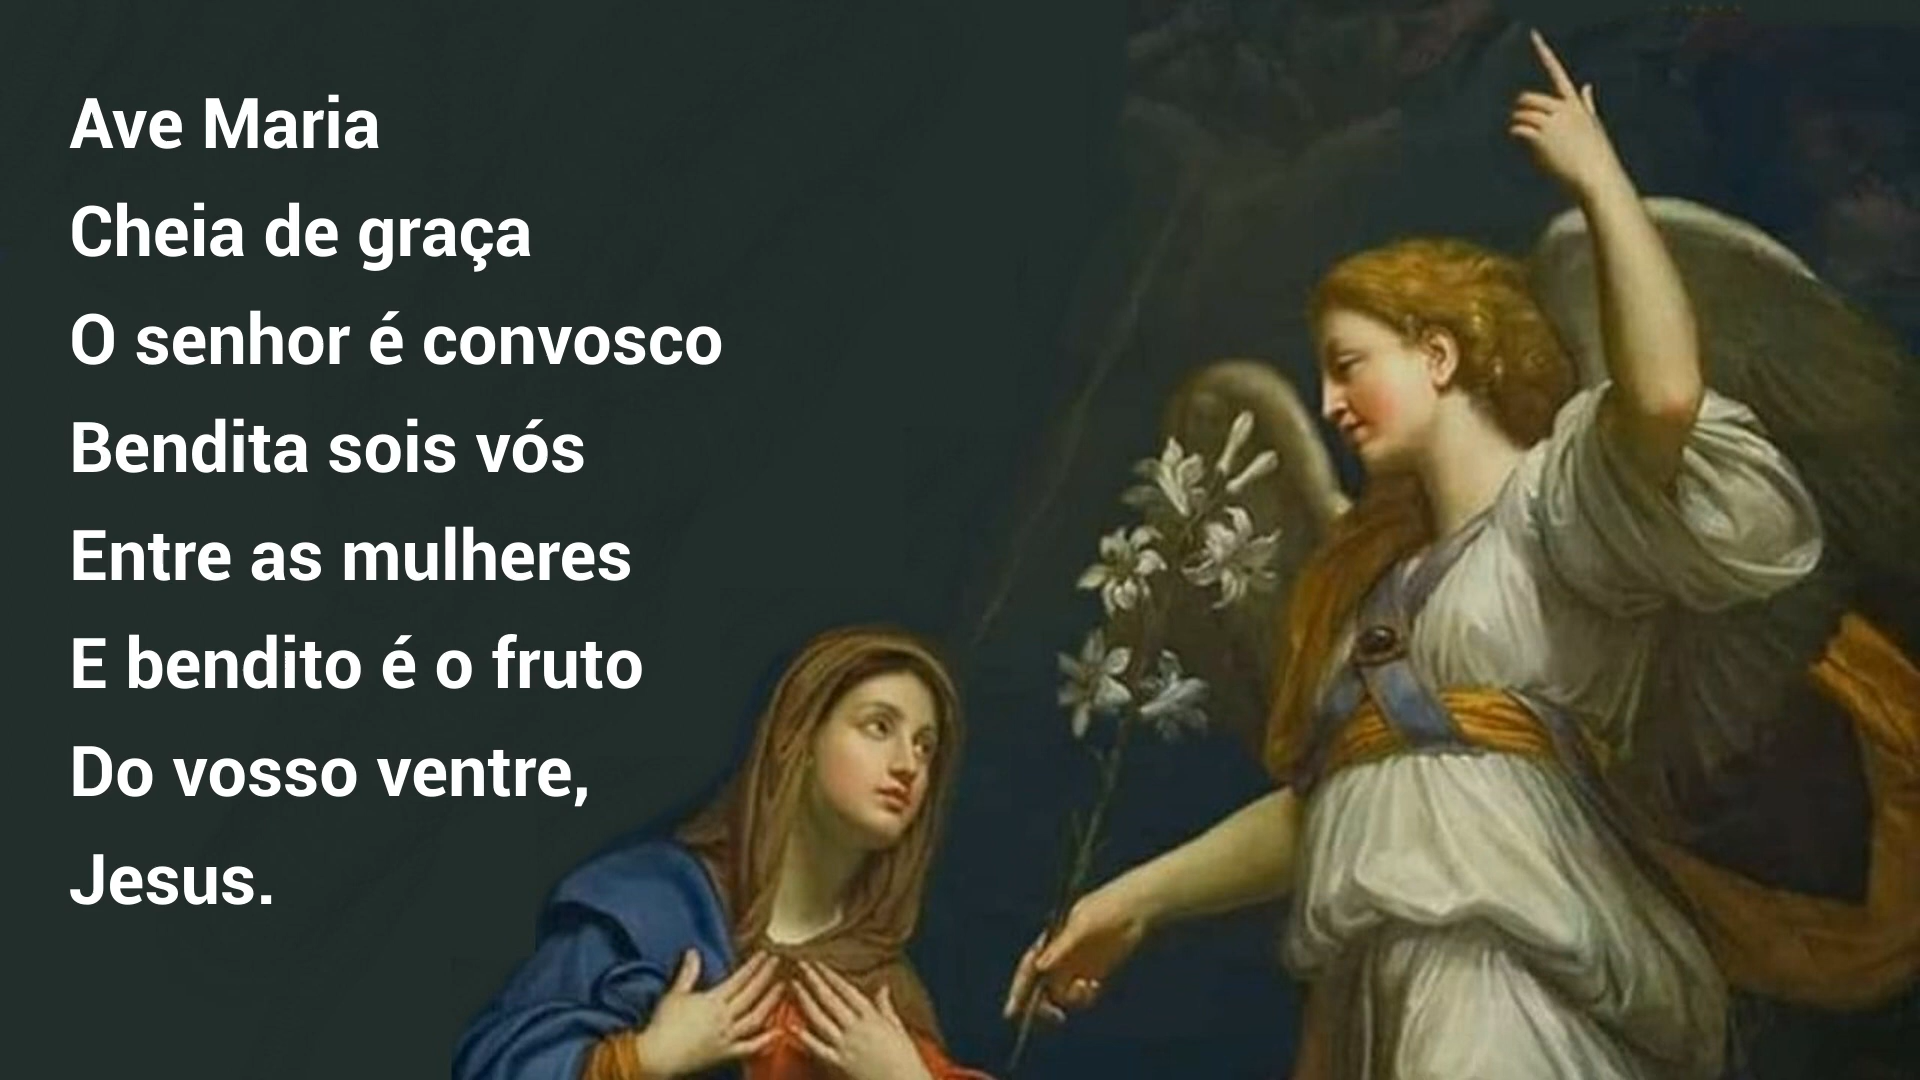 Ave Maria
Cheia de graça
O senhor é convosco
Bendita sois vós
Entre as mulheres
E bendito é o fruto
Do vosso ventre,
Jesus.